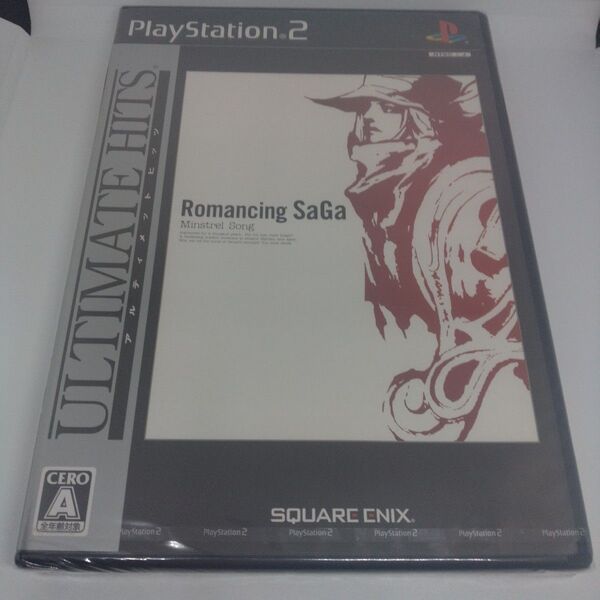 PlayStation®2
NTSC J
ULTIMATE HITS®
アルティメットヒッツ
Romancing SaGa
Minstrel Song
CERO
A
全年齢対象
SQUARE ENIX®
PlayStation®2 PlayStation®2 PlayStation®2 PlayStation®2 PlayStation®2 PlayStation®2